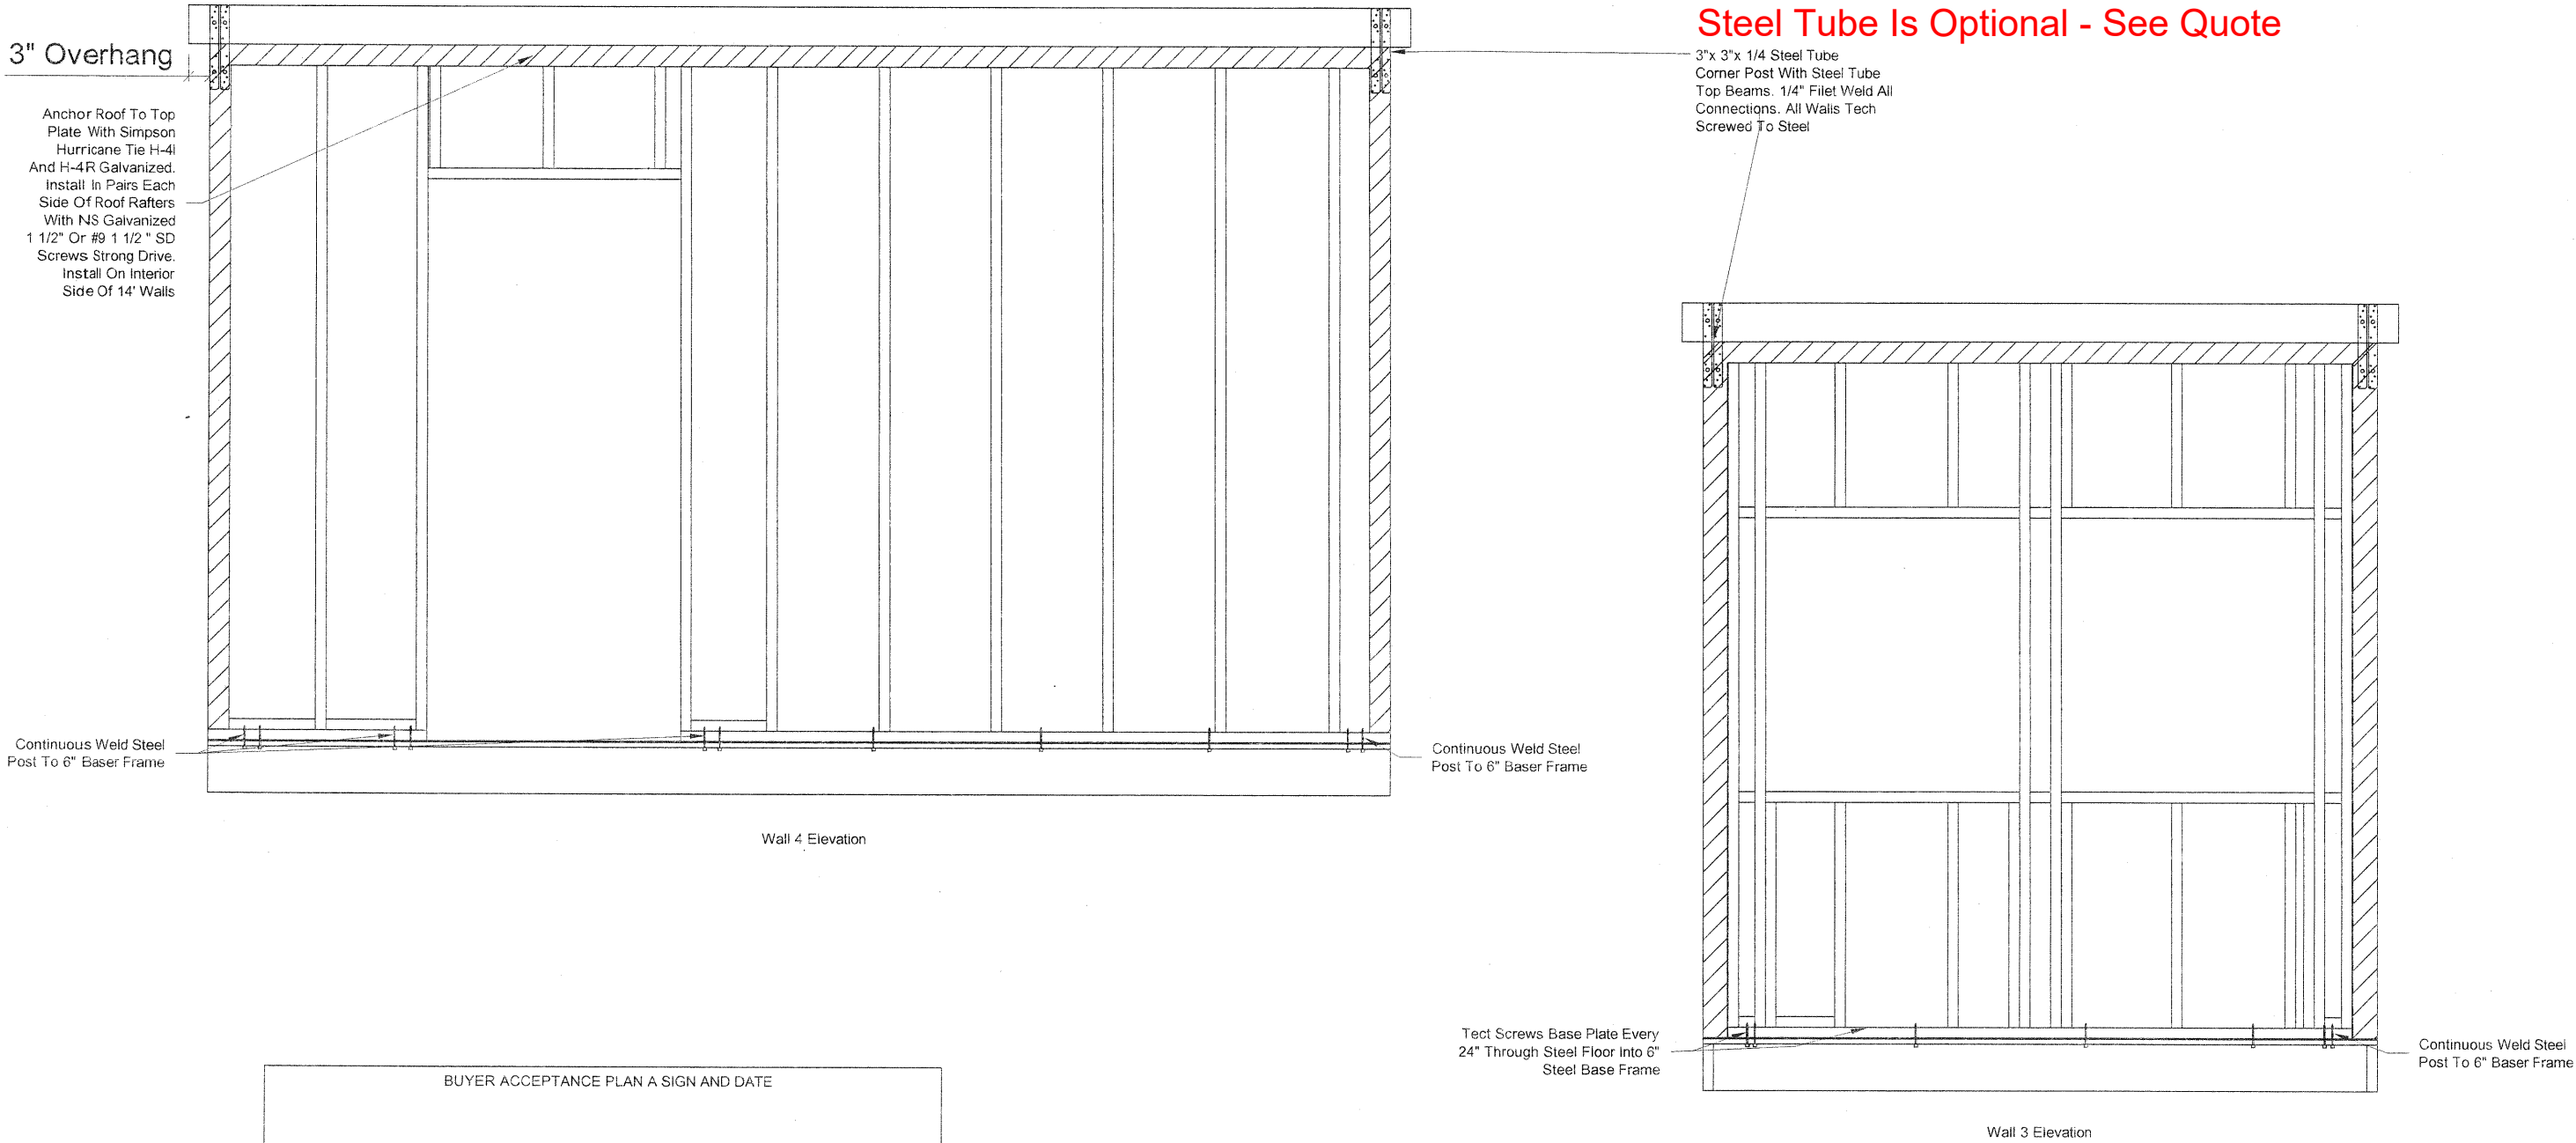 Steel Tube Is Optional - See Quote
3" Overhang
3"x 3"x 1/4 Steel Tube
Corner Post With Steel Tube
Top Beams. 1/4" Filet Weld All
Connections. All Walls Tech
Screwed To Steel
Anchor Roof To Top
Plate With Simpson
Hurricane Tie H-4l
And H-4R Galvanized.
Install In Pairs Each
Side Of Roof Rafters
With NS Galvanized
1 1/2" Or #9 1 1/2 " SD
Screws Strong Drive.
Install On Interior
Side Of 14' Walls
Continuous Weld Steel
Post To 6" Baser Frame
Continuous Weld Steel
Post To 6" Baser Frame
Wall 4 Elevation
Tect Screws Base Plate Every
24" Through Steel Floor Into 6"
Steel Base Frame
Continuous Weld Steel
Post To 6" Baser Frame
BUYER ACCEPTANCE PLAN A SIGN AND DATE
Wall 3 Elevation